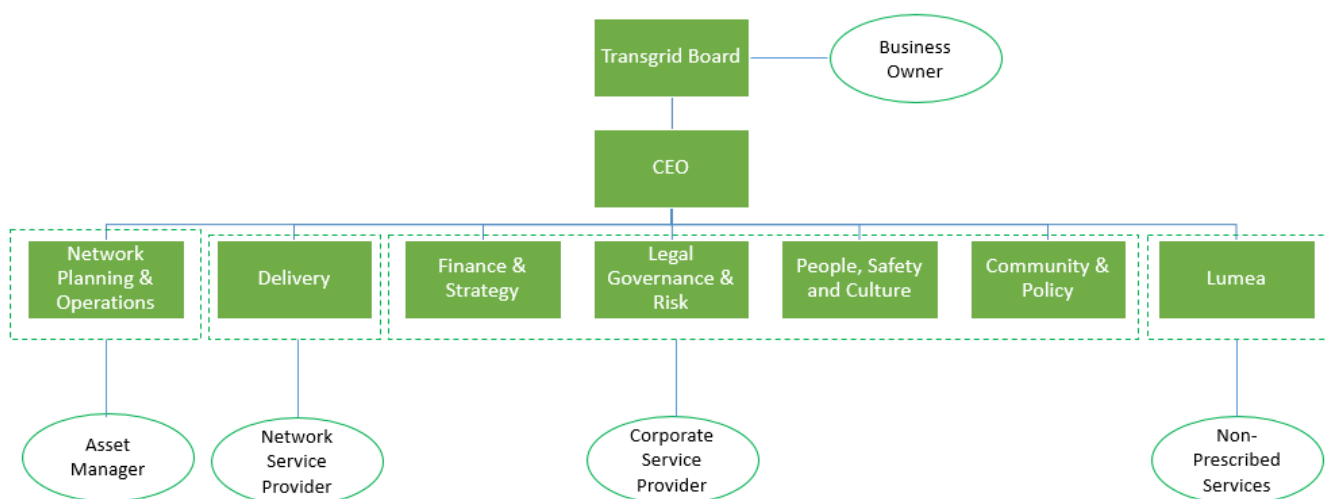 Transgrid Board
Business
Owner
CEO
Network
Planning &
Operations
Delivery
Finance &
Strategy
Legal
Governance &
Risk
People, Safety
and Culture
Community &
Policy
Lumea
Asset
Manager
Network
Service
Provider
Corporate
Service
Provider
Non-
Prescribed
Services